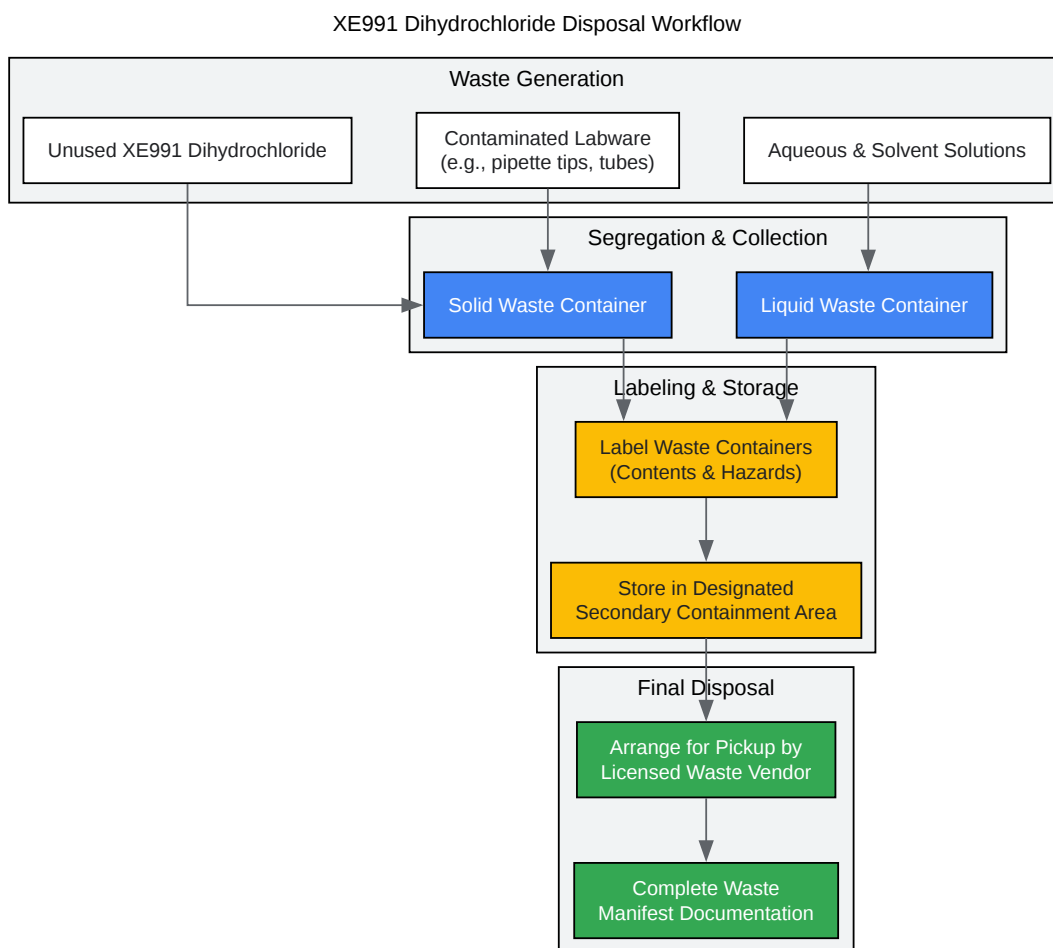 XE991 Dihydrochloride Disposal Workflow
Waste Generation
Unused XE991 Dihydrochloride
Contaminated Labware
(e.g., pipette tips, tubes)
Aqueous & Solvent Solutions
Segregation & Collection
Solid Waste Container
Liquid Waste Container
Labeling & Storage
Label Waste Containers
(Contents & Hazards)
Store in Designated
Secondary Containment Area
Final Disposal
Arrange for Pickup by
Licensed Waste Vendor
Complete Waste
Manifest Documentation